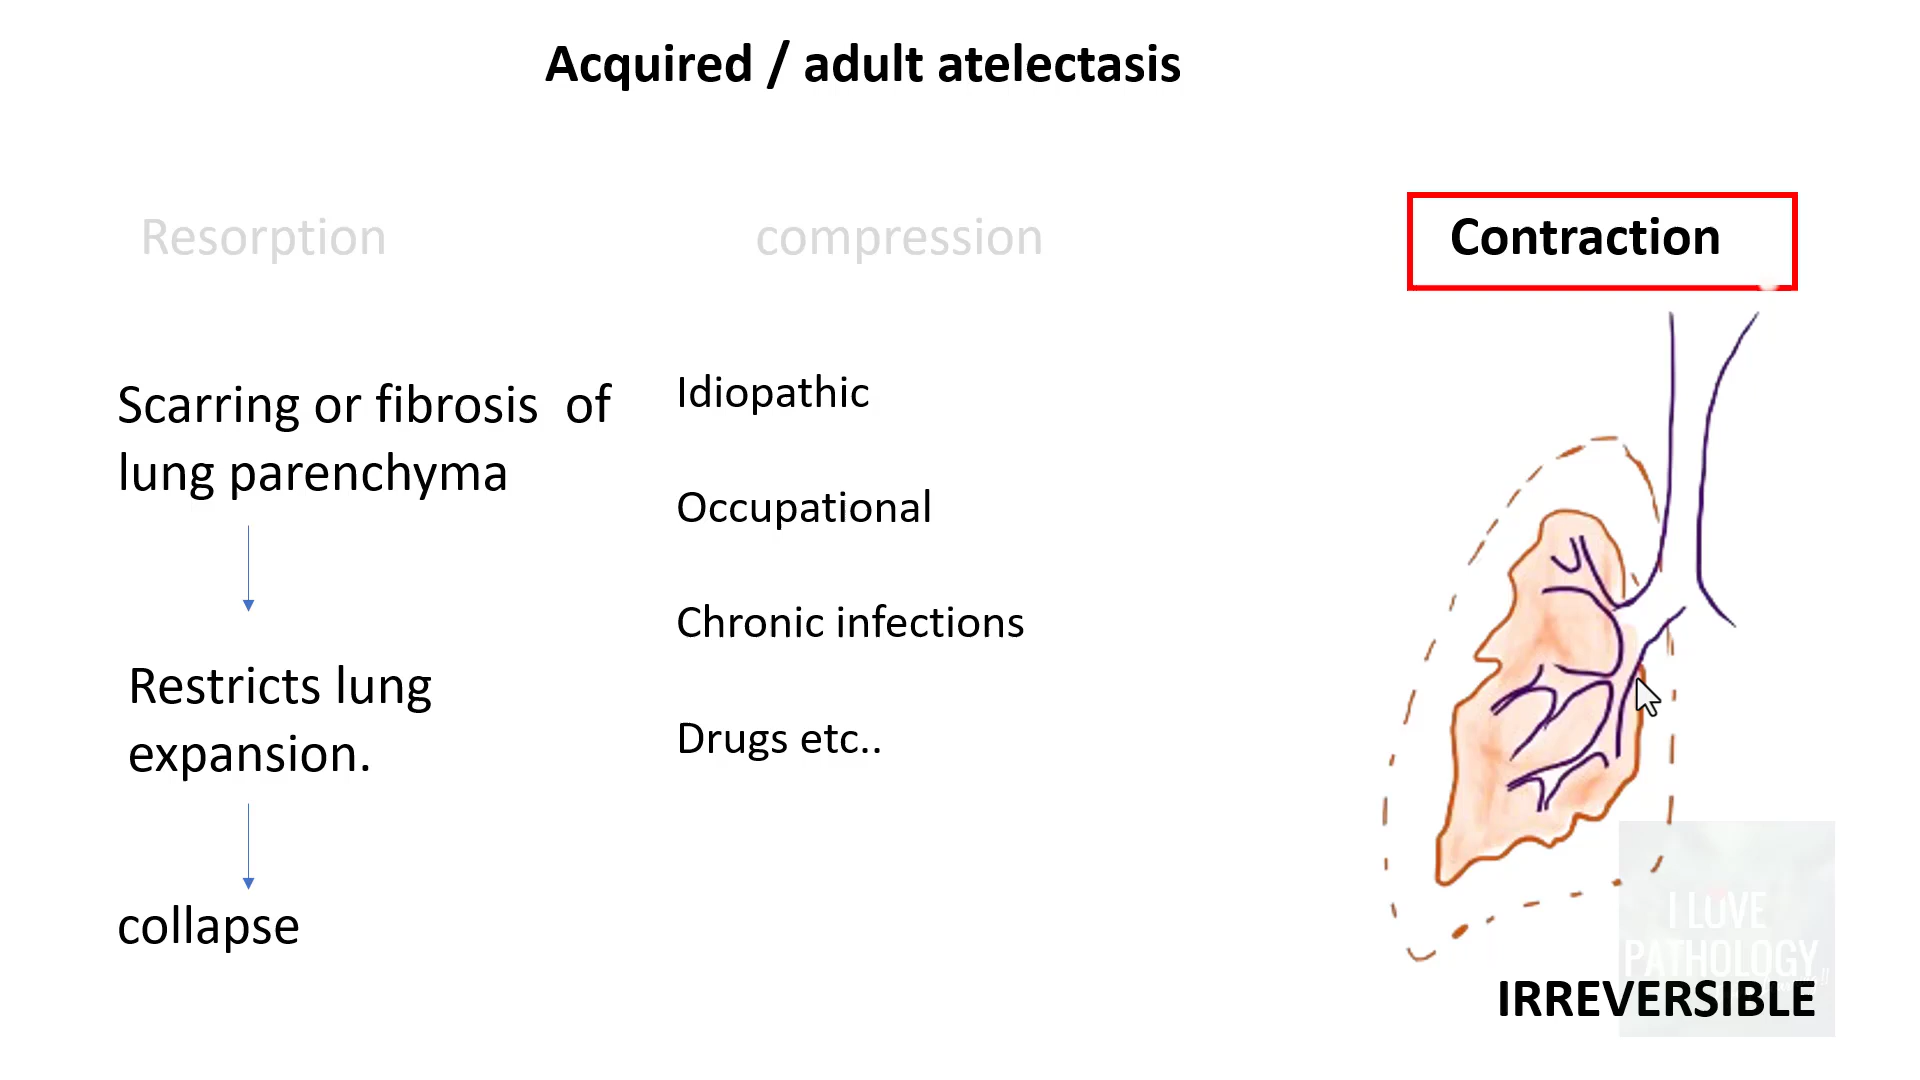 Acquired / adult atelectasis
Resorption
compression
Contraction
Scarring or fibrosis of
lung parenchyma
Restricts lung
expansion.
collapse
Idiopathic
Occupational
Chronic infections
Drugs etc..
I LOVE
PATHOLOGY
IRREVERSIBLE